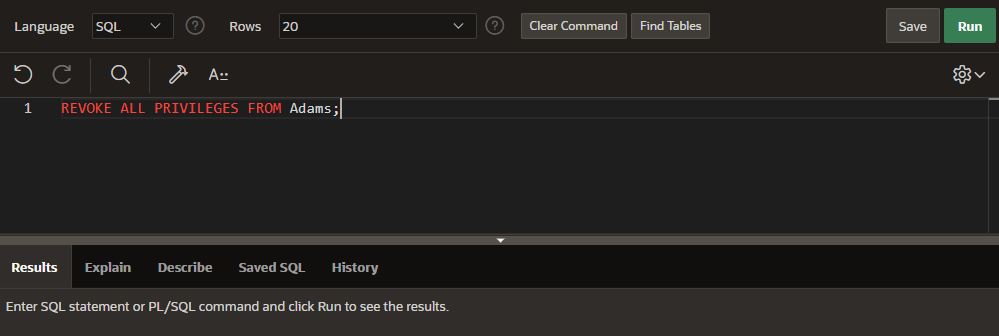 Language SQL ? Rows 20 ? Clear Command Find Tables Save Run
A::
1 REVOKE ALL PRIVILEGES FROM Adams;
Results Explain Describe Saved SQL History
Enter SQL statement or PL/SQL command and click Run to see the results.